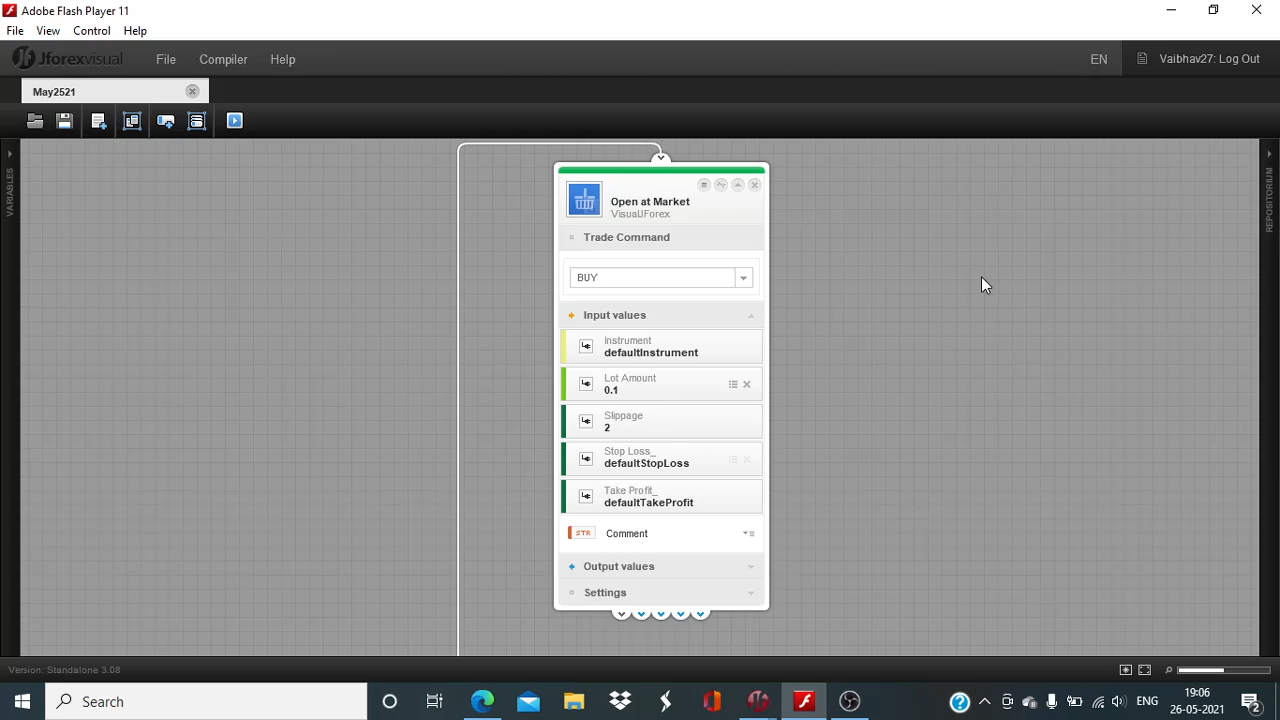 Adobe Flash Player 11
File View Control Help
Jforexvisual File Compiler Help EN Vaibhav27: Log Out
May2521
VARIABLES
REPOSITORIUM
Open at Market
VisualJForex
Trade Command
BUY
Input values
Instrument
defaultInstrument
Lot Amount
0.1
Slippage
2
Stop Loss_
defaultStopLoss
Take Profit_
defaultTakeProfit
STR Comment
Output values
Settings
Version: Standalone 3.08
Search
ENG
19:06
26-05-2021
2